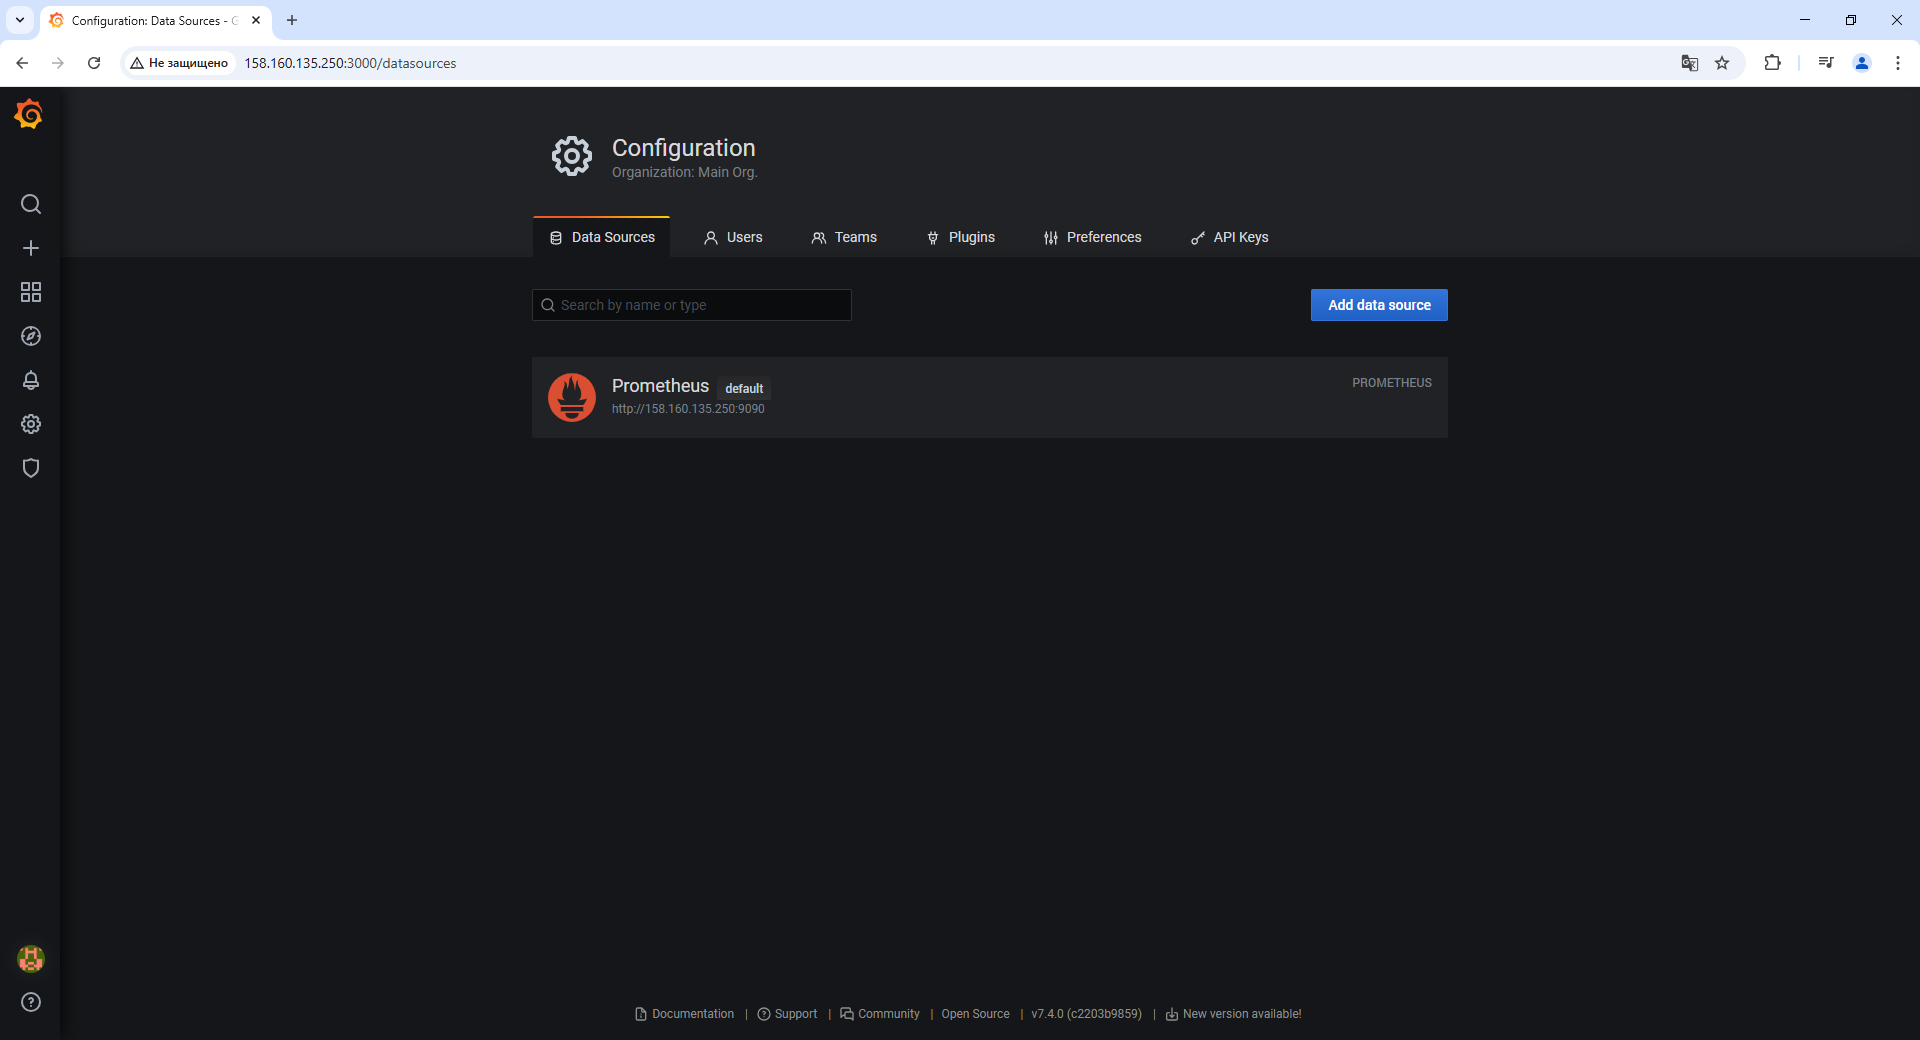 Configuration: Data Sources - G
Не защищено 158.160.135.250:3000/datasources
Configuration
Organization: Main Org.
Data Sources Users Teams Plugins Preferences API Keys
Search by name or type Add data source
Prometheus default PROMETHEUS
http://158.160.135.250:9090
Documentation | Support | Community | Open Source | v7.4.0 (c2203b9859) | New version available!